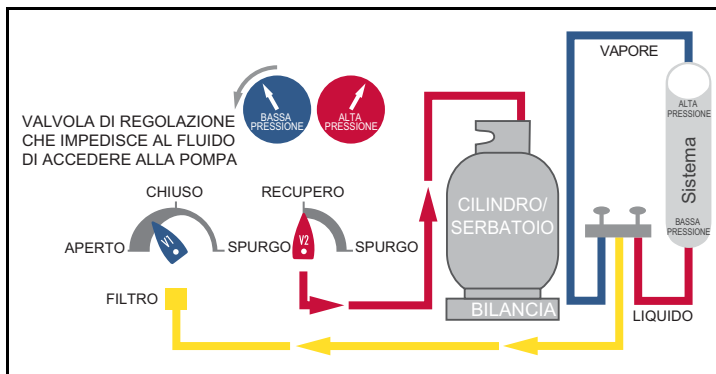 VAPORE
BASSA
PRESSIONE
ALTA
PRESSIONE
VALVOLA DI REGOLAZIONE
CHE IMPEDISCE AL FLUIDO
DI ACCEDERE ALLA POMPA
ALTA
PRESSIONE
Sistema
BASSA
PRESSIONE
CHIUSO
RECUPERO
APERTO
V1
SPURGO
V2
SPURGO
CILINDRO/
SERBATOIO
FILTRO
BILANCIA
LIQUIDO